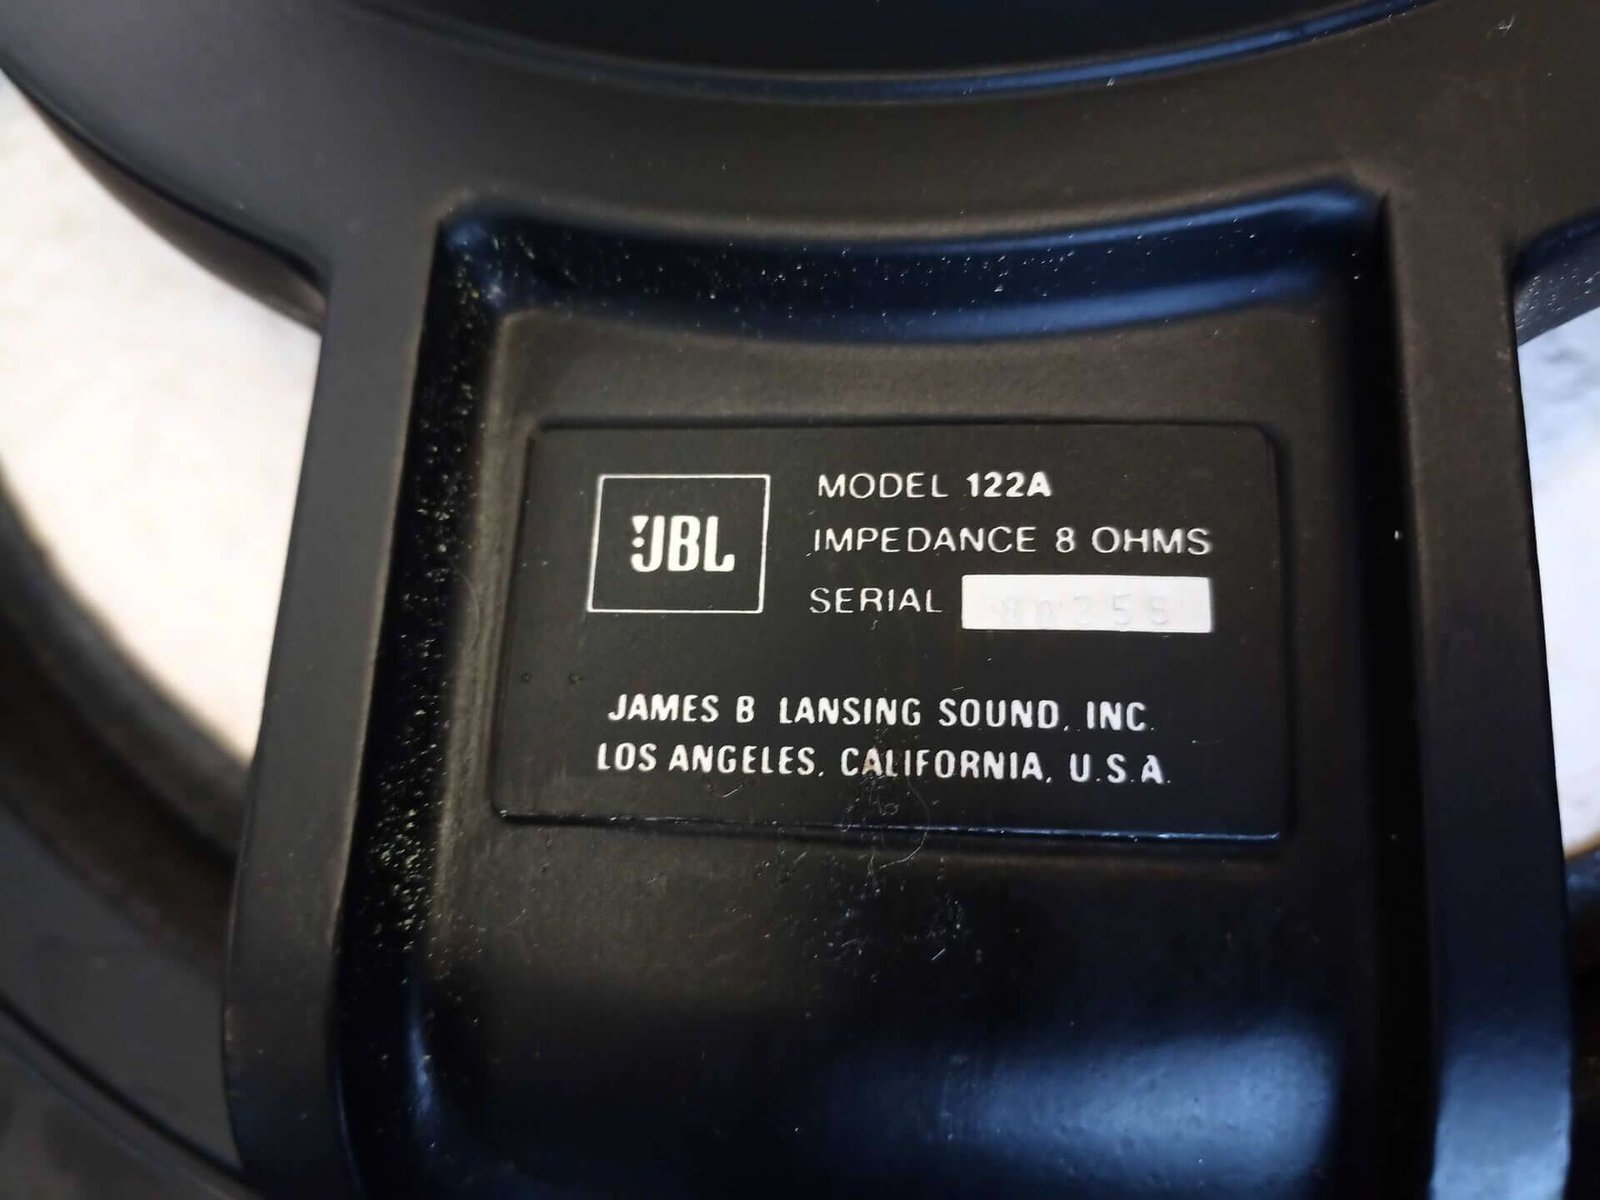 JBL
MODEL 122A
IMPEDANCE 8 OHMS
SERIAL
JAMES B LANSING SOUND, INC.
LOS ANGELES, CALIFORNIA, U.S.A.